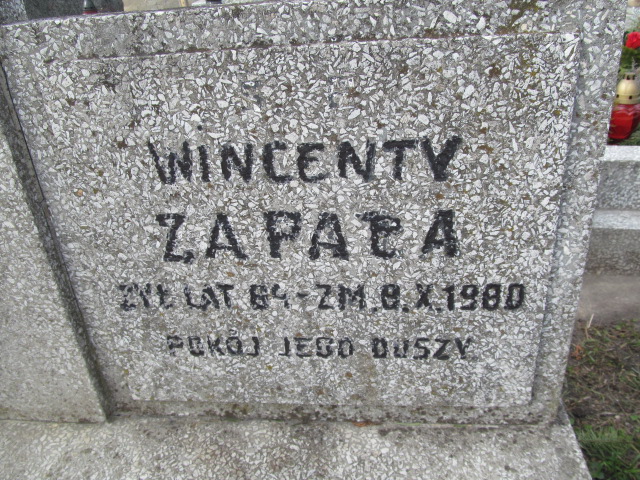 WINCENTY
ZAPAŁA
ŻYŁ LAT 64-ZM.8.X.1980
POKÓJ JEGO DUSZY